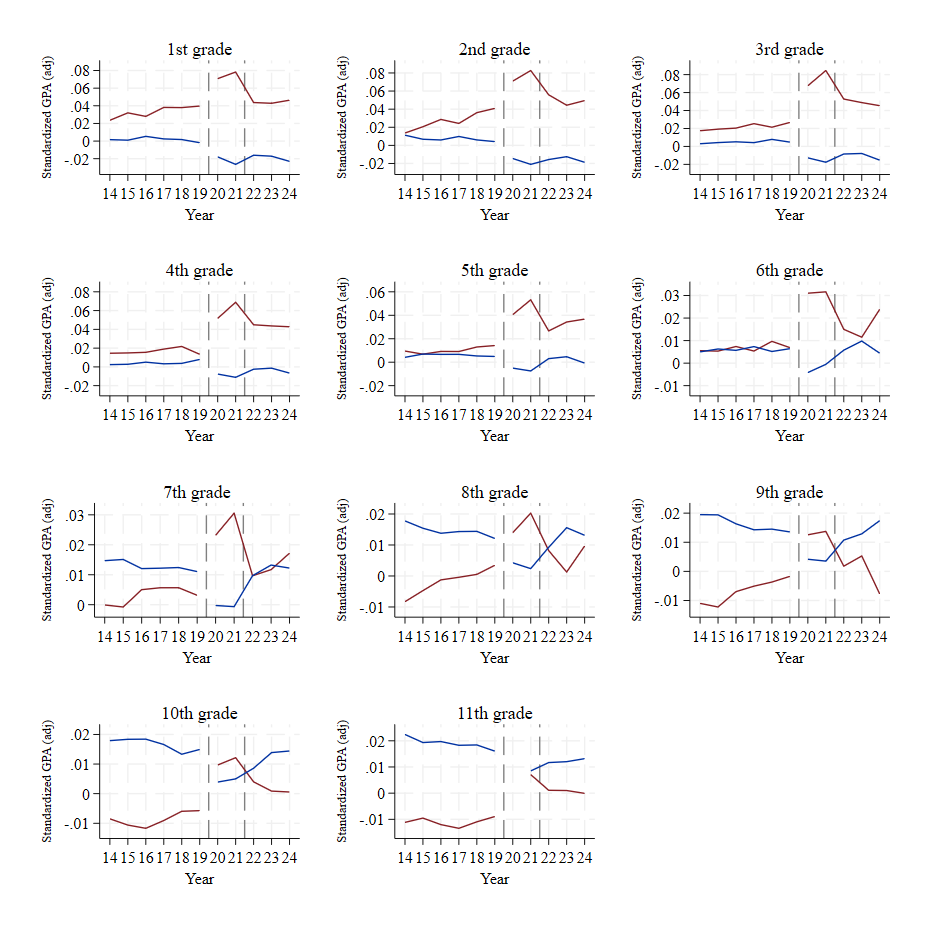 1st grade
Standardized GPA (adj)
.08
.06
.04
.02
0
-.02
14 15 16 17 18 19 20 21 22 23 24
Year
2nd grade
Standardized GPA (adj)
.08
.06
.04
.02
0
-.02
14 15 16 17 18 19 20 21 22 23 24
Year
3rd grade
Standardized GPA (adj)
.08
.06
.04
.02
0
-.02
14 15 16 17 18 19 20 21 22 23 24
Year
4th grade
Standardized GPA (adj)
.08
.06
.04
.02
0
-.02
14 15 16 17 18 19 20 21 22 23 24
Year
5th grade
Standardized GPA (adj)
.06
.04
.02
0
-.02
14 15 16 17 18 19 20 21 22 23 24
Year
6th grade
Standardized GPA (adj)
.03
.02
.01
0
-.01
14 15 16 17 18 19 20 21 22 23 24
Year
7th grade
Standardized GPA (adj)
.03
.02
.01
0
14 15 16 17 18 19 20 21 22 23 24
Year
8th grade
Standardized GPA (adj)
.02
.01
0
-.01
14 15 16 17 18 19 20 21 22 23 24
Year
9th grade
Standardized GPA (adj)
.02
.01
0
-.01
14 15 16 17 18 19 20 21 22 23 24
Year
10th grade
Standardized GPA (adj)
.02
.01
0
-.01
14 15 16 17 18 19 20 21 22 23 24
Year
11th grade
Standardized GPA (adj)
.02
.01
0
-.01
14 15 16 17 18 19 20 21 22 23 24
Year